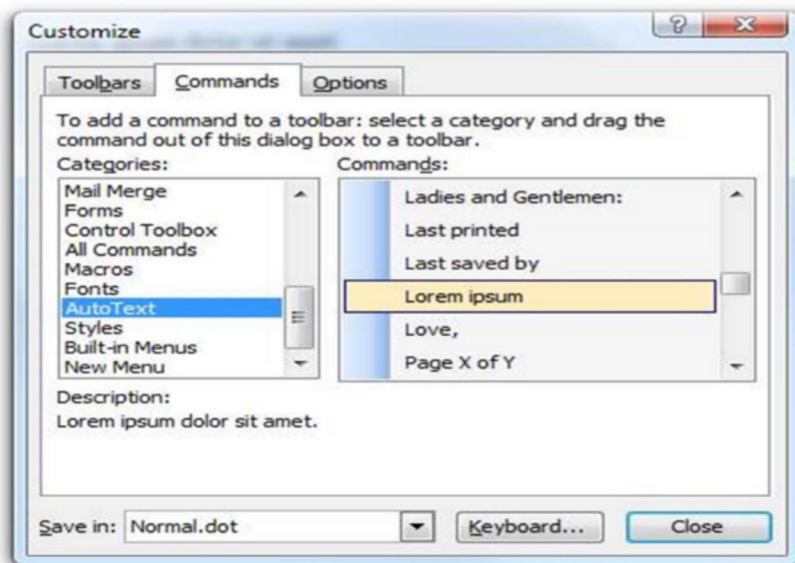 Customize
Toolbars Commands Options
To add a command to a toolbar: select a category and drag the
command out of this dialog box to a toolbar.
Categories:
Mail Merge
Forms
Control Toolbox
All Commands
Macros
Fonts
AutoText
Styles
Built-in Menus
New Menu
Commands:
Ladies and Gentlemen:
Last printed
Last saved by
Lorem ipsum
Love,
Page X of Y
Description:
Lorem ipsum dolor sit amet.
Save in: Normal.dot Keyboard... Close